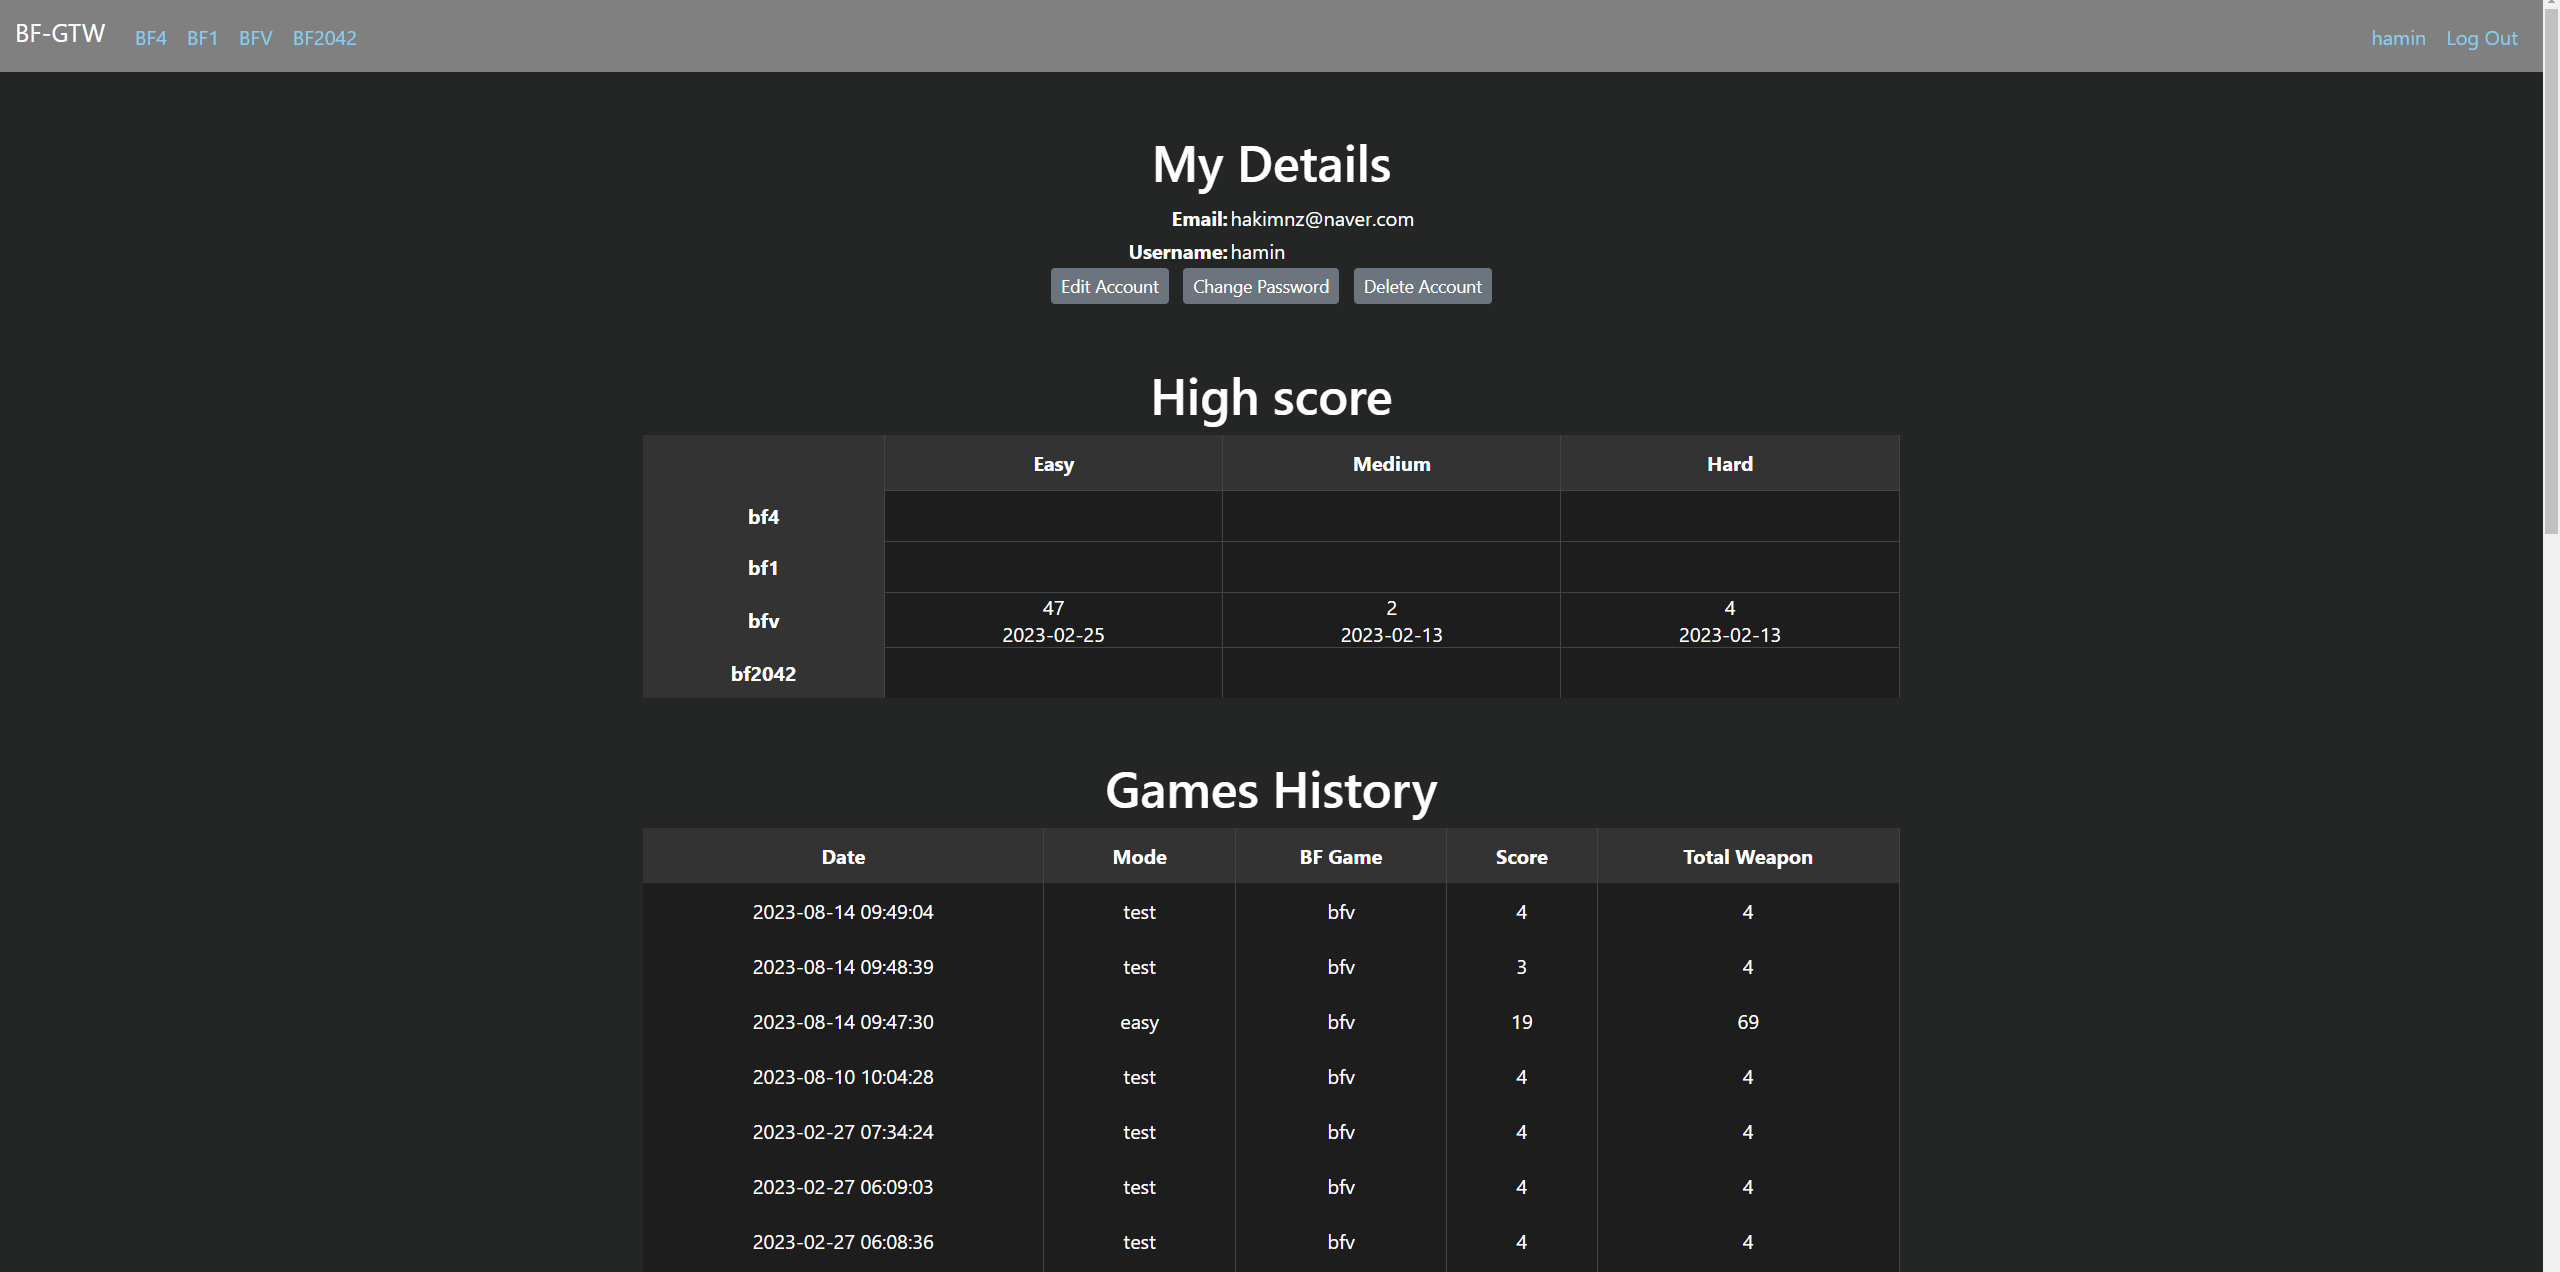 BF-GTW BF4 BF1 BFV BF2042 hamin Log Out
My Details
Email: hakimnz@naver.com
Username: hamin
Edit Account Change Password Delete Account
High score
Easy Medium Hard
bf4
bf1
bfv 47 2 4
2023-02-25 2023-02-13 2023-02-13
bf2042
Games History
Date Mode BF Game Score Total Weapon
2023-08-14 09:49:04 test bfv 4 4
2023-08-14 09:48:39 test bfv 3 4
2023-08-14 09:47:30 easy bfv 19 69
2023-08-10 10:04:28 test bfv 4 4
2023-02-27 07:34:24 test bfv 4 4
2023-02-27 06:09:03 test bfv 4 4
2023-02-27 06:08:36 test bfv 4 4